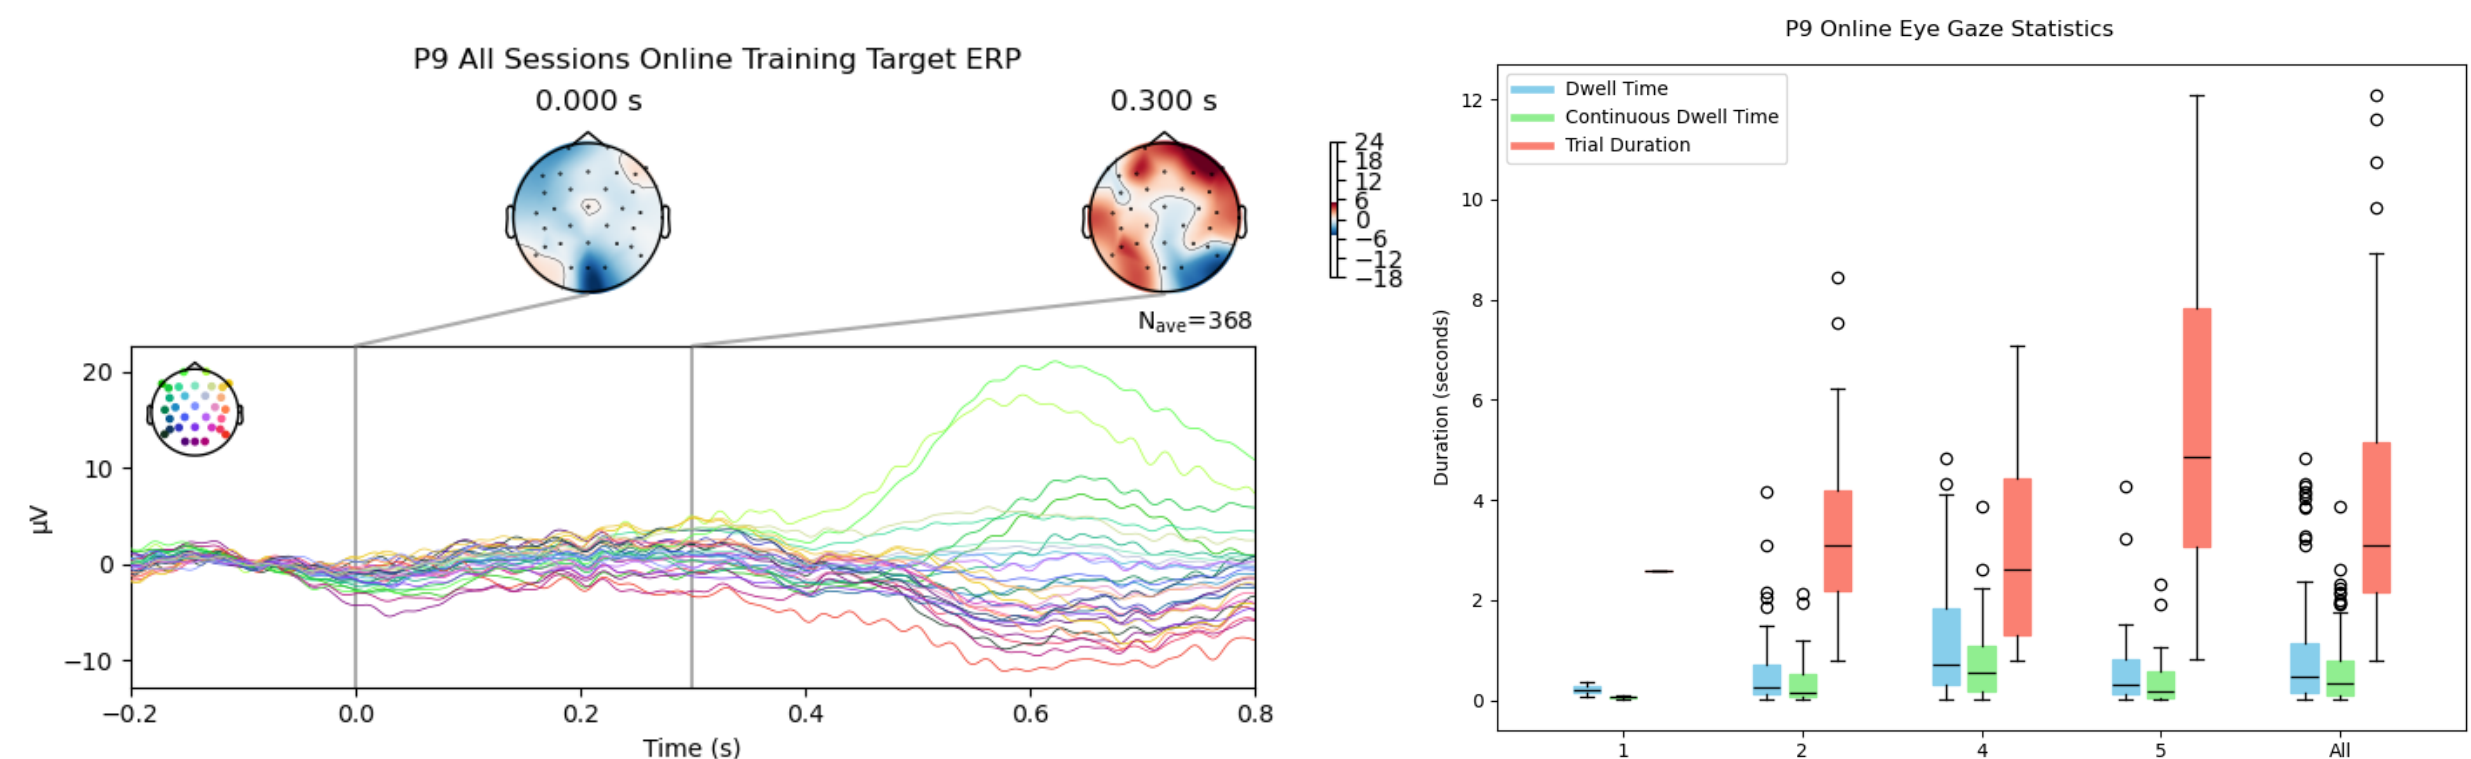 P9 All Sessions Online Training Target ERP
0.000 s
0.300 s
24
18
12
6
0
−6
−12
−18
Nave=368
20
10
0
−10
µV
−0.2
0.0
0.2
0.4
0.6
0.8
Time (s)
P9 Online Eye Gaze Statistics
Dwell Time
Continuous Dwell Time
Trial Duration
12
10
8
6
4
2
0
Duration (seconds)
1
2
4
5
All